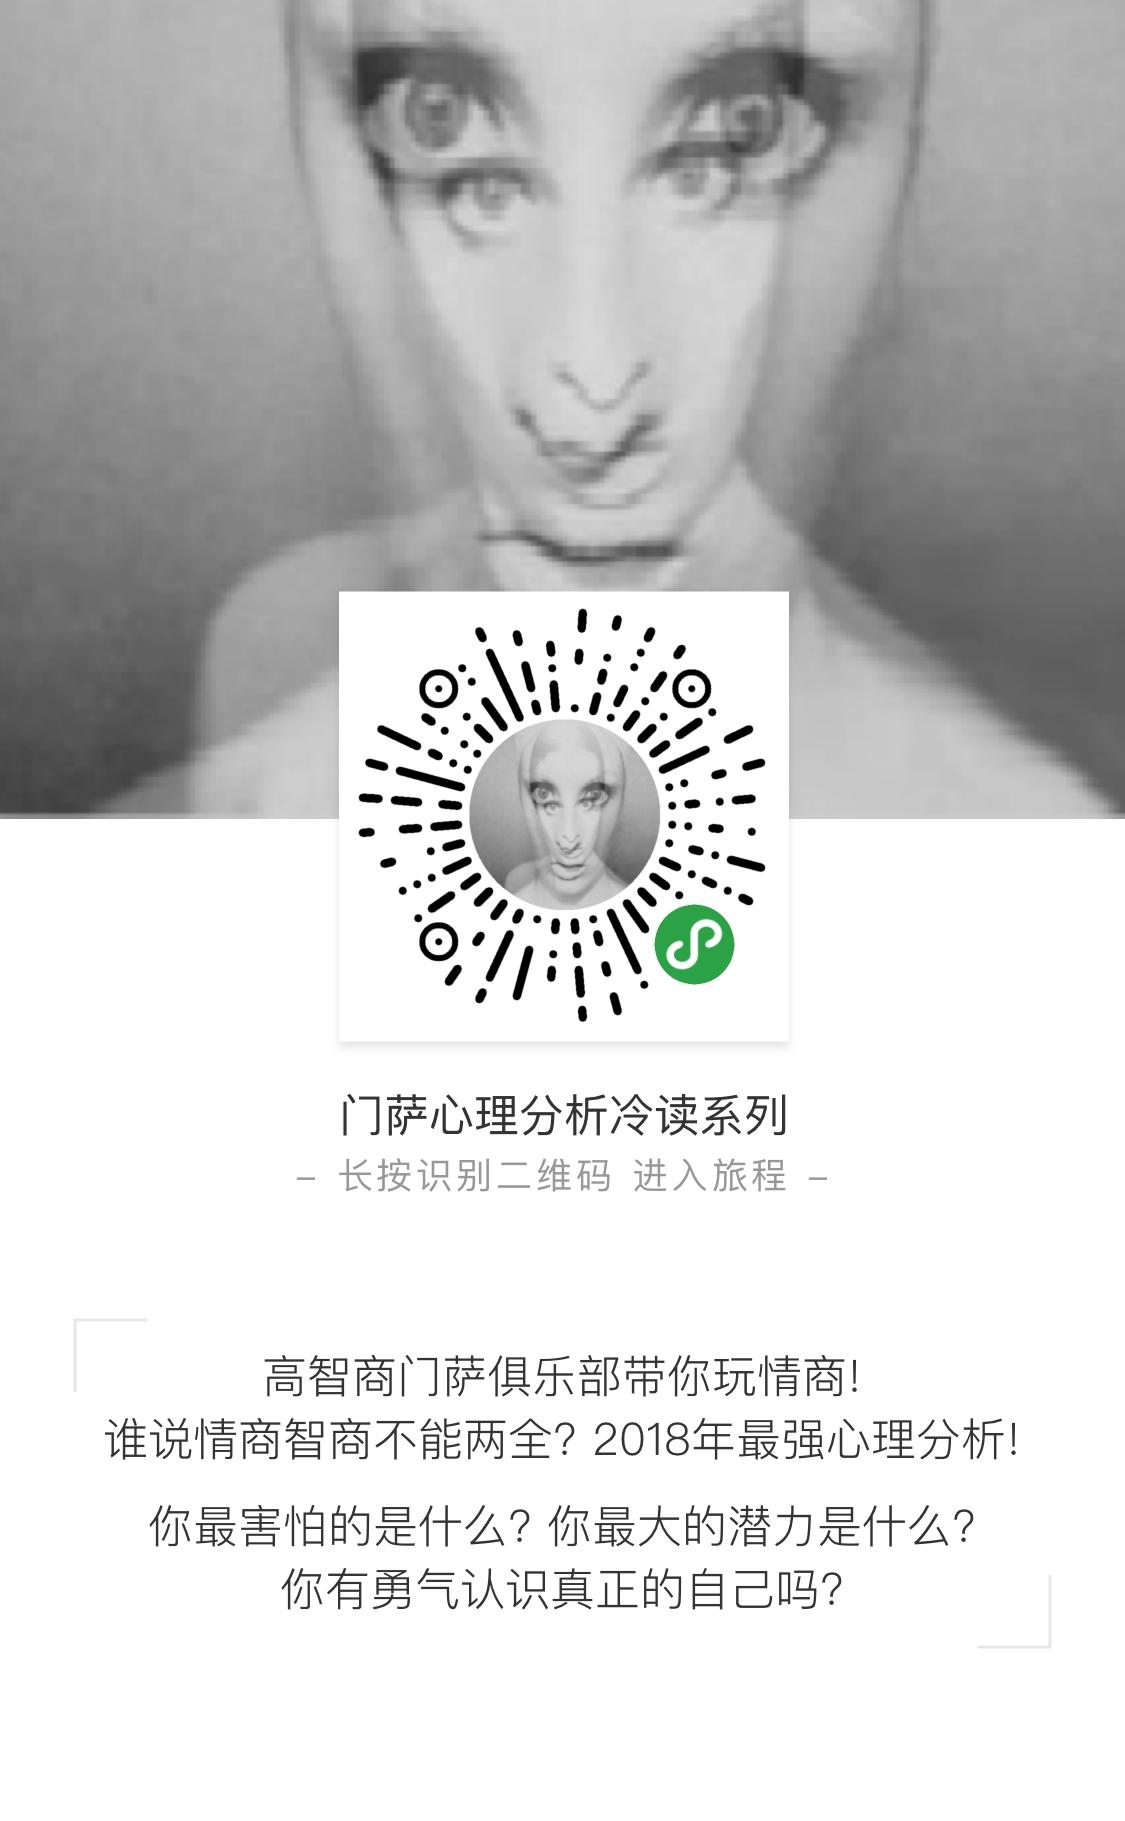 门萨心理分析冷读系列
– 长按识别二维码 进入旅程 –
高智商门萨俱乐部带你玩情商!
谁说情商智商不能两全? 2018年最强心理分析!
你最害怕的是什么? 你最大的潜力是什么?
你有勇气认识真正的自己吗?